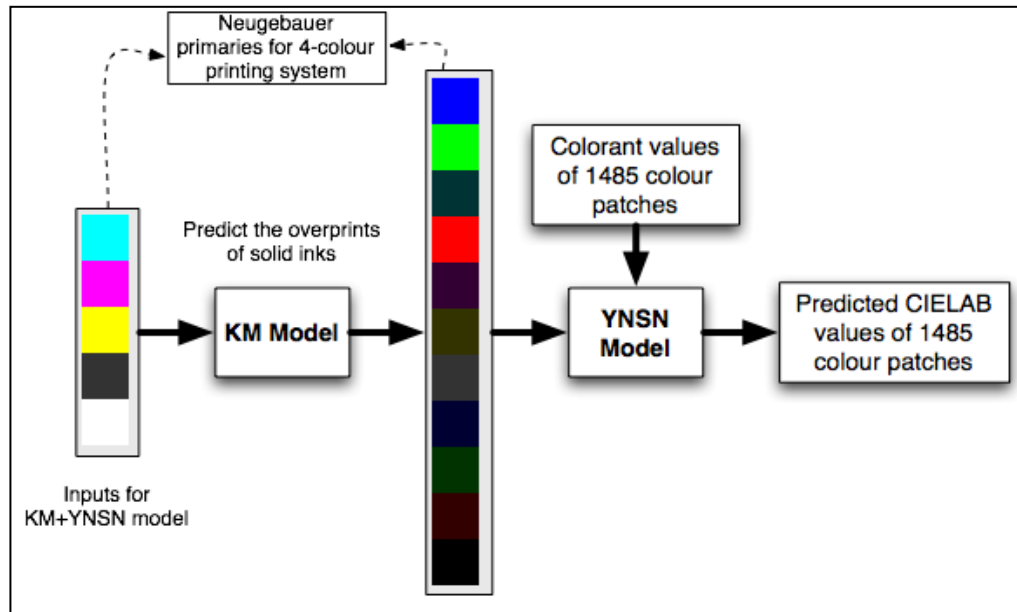 Neugebauer
primaries for 4-colour
printing system
Colorant values
of 1485 colour
patches
Predict the overprints
of solid inks
KM Model
YNSN
Model
Predicted CIELAB
values of 1485
colour patches
Inputs for
KM+YNSN model